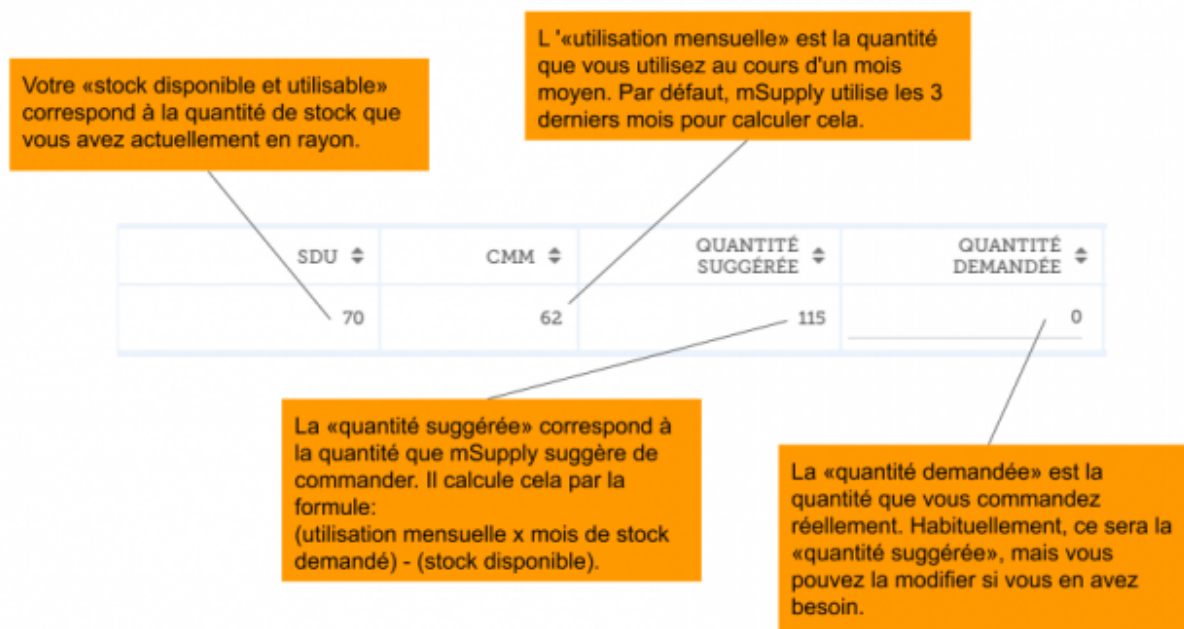 L '«utilisation mensuelle» est la quantité
que vous utilisez au cours d'un mois
moyen. Par défaut, mSupply utilise les 3
derniers mois pour calculer cela.
Votre «stock disponible et utilisable»
correspond à la quantité de stock que
vous avez actuellement en rayon.
SDU
CMM
QUANTITÉ
SUGGÉRÉE
QUANTITÉ
DEMANDÉE
70
62
115
0
La «quantité suggérée» correspond à
la quantité que mSupply suggère de
commander. Il calcule cela par la
formule:
(utilisation mensuelle x mois de stock
demandé) - (stock disponible).
La «quantité demandée» est la
quantité que vous commandez
réellement. Habituellement, ce sera la
«quantité suggérée», mais vous
pouvez la modifier si vous en avez
besoin.